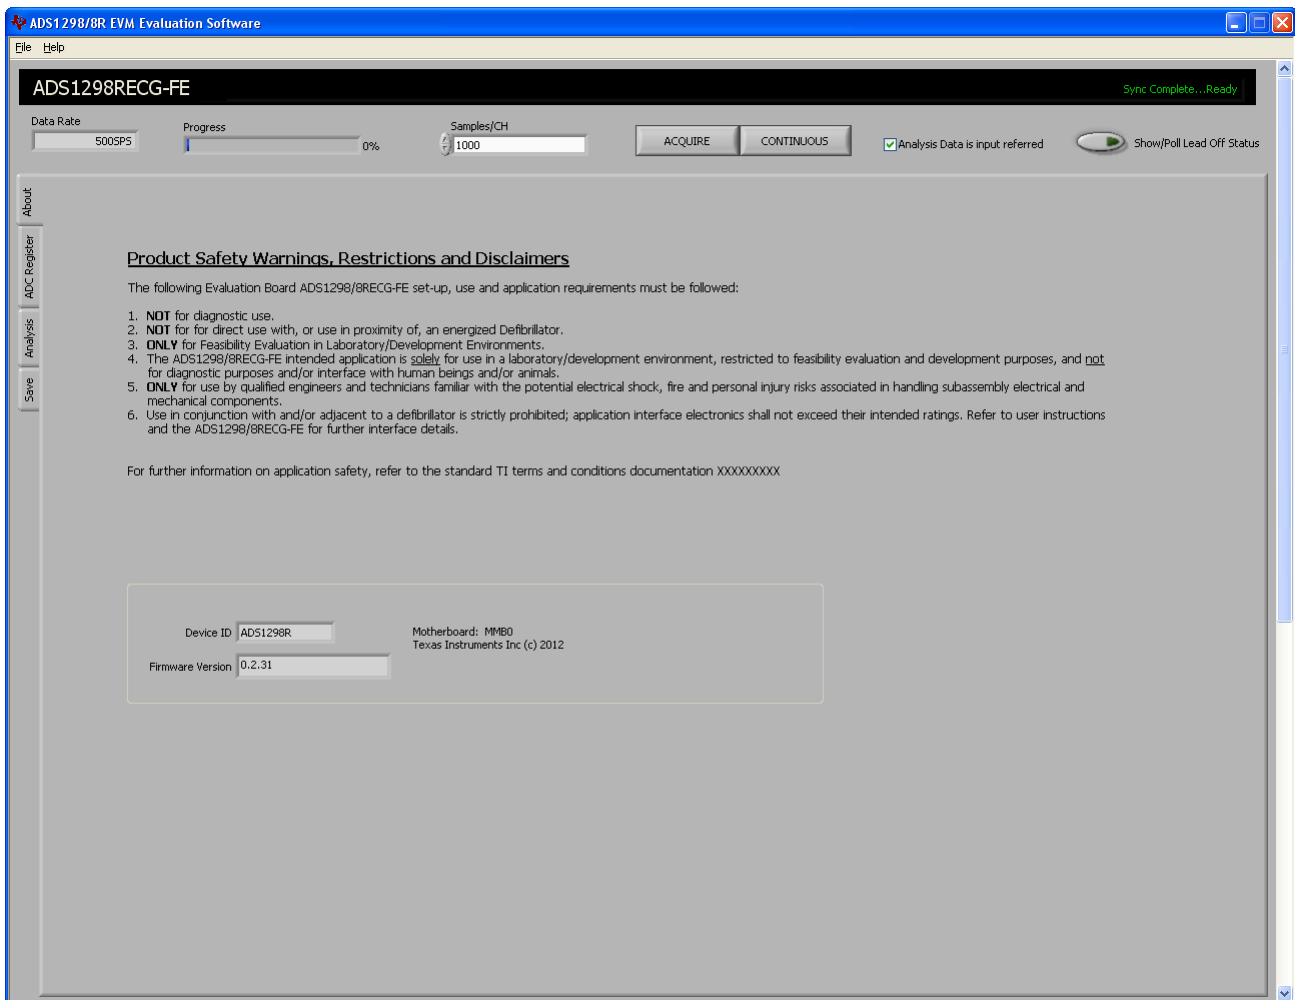 ADS1298/8R EVM Evaluation Software
File Help
ADS1298RECG-FE
Sync Complete...Ready
Data Rate
500SPS
Progress
0%
Samples/CH
1000
ACQUIRE
CONTINUOUS
Analysis Data is input referred
Show/Poll Lead Off Status
About
ADC Register
Analysis
Save
Product Safety Warnings, Restrictions and Disclaimers
The following Evaluation Board ADS1298/8RECG-FE set-up, use and application requirements must be followed:
1. NOT for diagnostic use.
2. NOT for for direct use with, or use in proximity of, an energized Defibrillator.
3. ONLY for Feasibility Evaluation in Laboratory/Development Environments.
4. The ADS1298/8RECG-FE intended application is solely for use in a laboratory/development environment, restricted to feasibility evaluation and development purposes, and not
for diagnostic purposes and/or interface with human beings and/or animals.
5. ONLY for use by qualified engineers and technicians familiar with the potential electrical shock, fire and personal injury risks associated in handling subassembly electrical and
mechanical components.
6. Use in conjunction with and/or adjacent to a defibrillator is strictly prohibited; application interface electronics shall not exceed their intended ratings. Refer to user instructions
and the ADS1298/8RECG-FE for further interface details.
For further information on application safety, refer to the standard TI terms and conditions documentation XXXXXXXXX
Device ID ADS1298R
Motherboard: MMB0
Texas Instruments Inc (c) 2012
Firmware Version 0.2.31